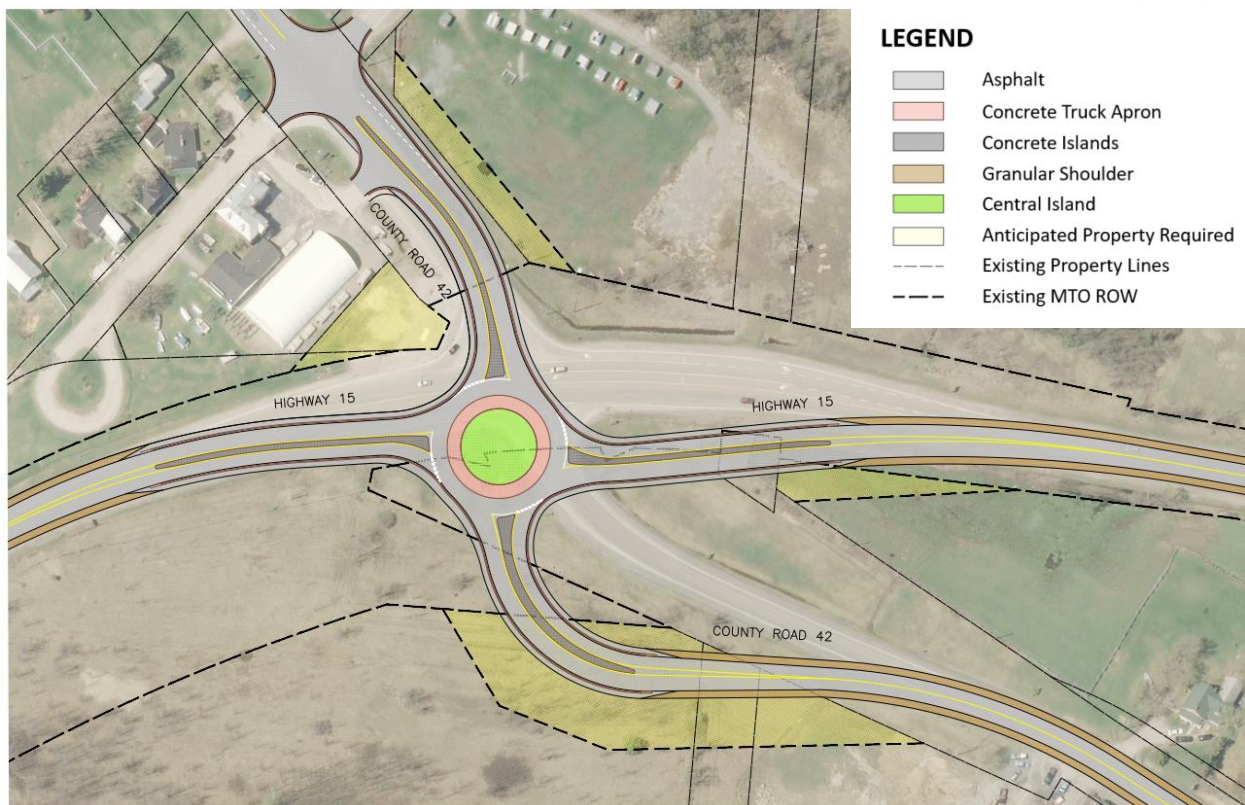 LEGEND
Asphalt
Concrete Truck Apron
Concrete Islands
Granular Shoulder
Central Island
Anticipated Property Required
Existing Property Lines
Existing MTO ROW
COUNTY ROAD 42
HIGHWAY 15
HIGHWAY 15
COUNTY ROAD 42